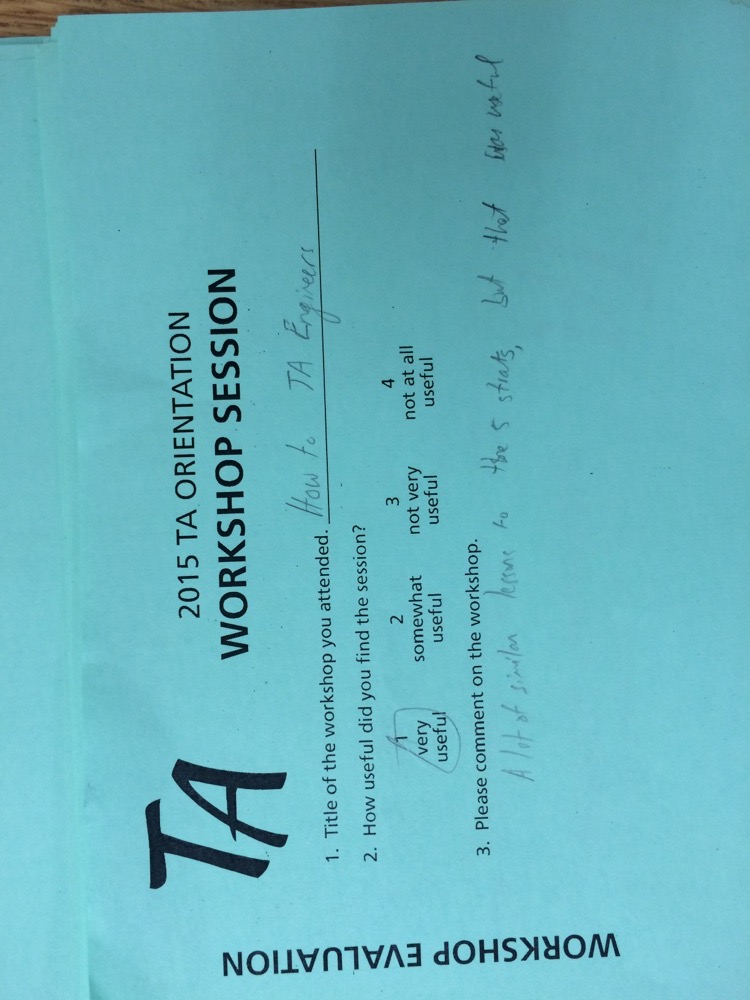 WORKSHOP EVALUATION
TA
2015 TA ORIENTATION
WORKSHOP SESSION
1. Title of the workshop you attended. How to TA Engineers
2. How useful did you find the session?
1 2 3 4
very somewhat not very not at all
useful useful useful useful
3. Please comment on the workshop.
A lot of similar lessons to the 5 strats, but that was useful